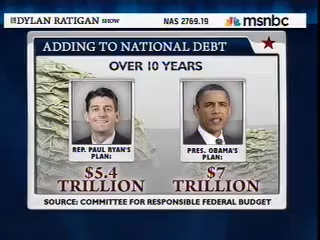 THE DYLAN RATIGAN SHOW
NAS 2769.19
msnbc
ADDING TO NATIONAL DEBT
OVER 10 YEARS
REP. PAUL RYAN'S
PLAN:
$5.4
TRILLION
PRES. OBAMA'S
PLAN:
$7
TRILLION
SOURCE: COMMITTEE FOR RESPONSIBLE FEDERAL BUDGET